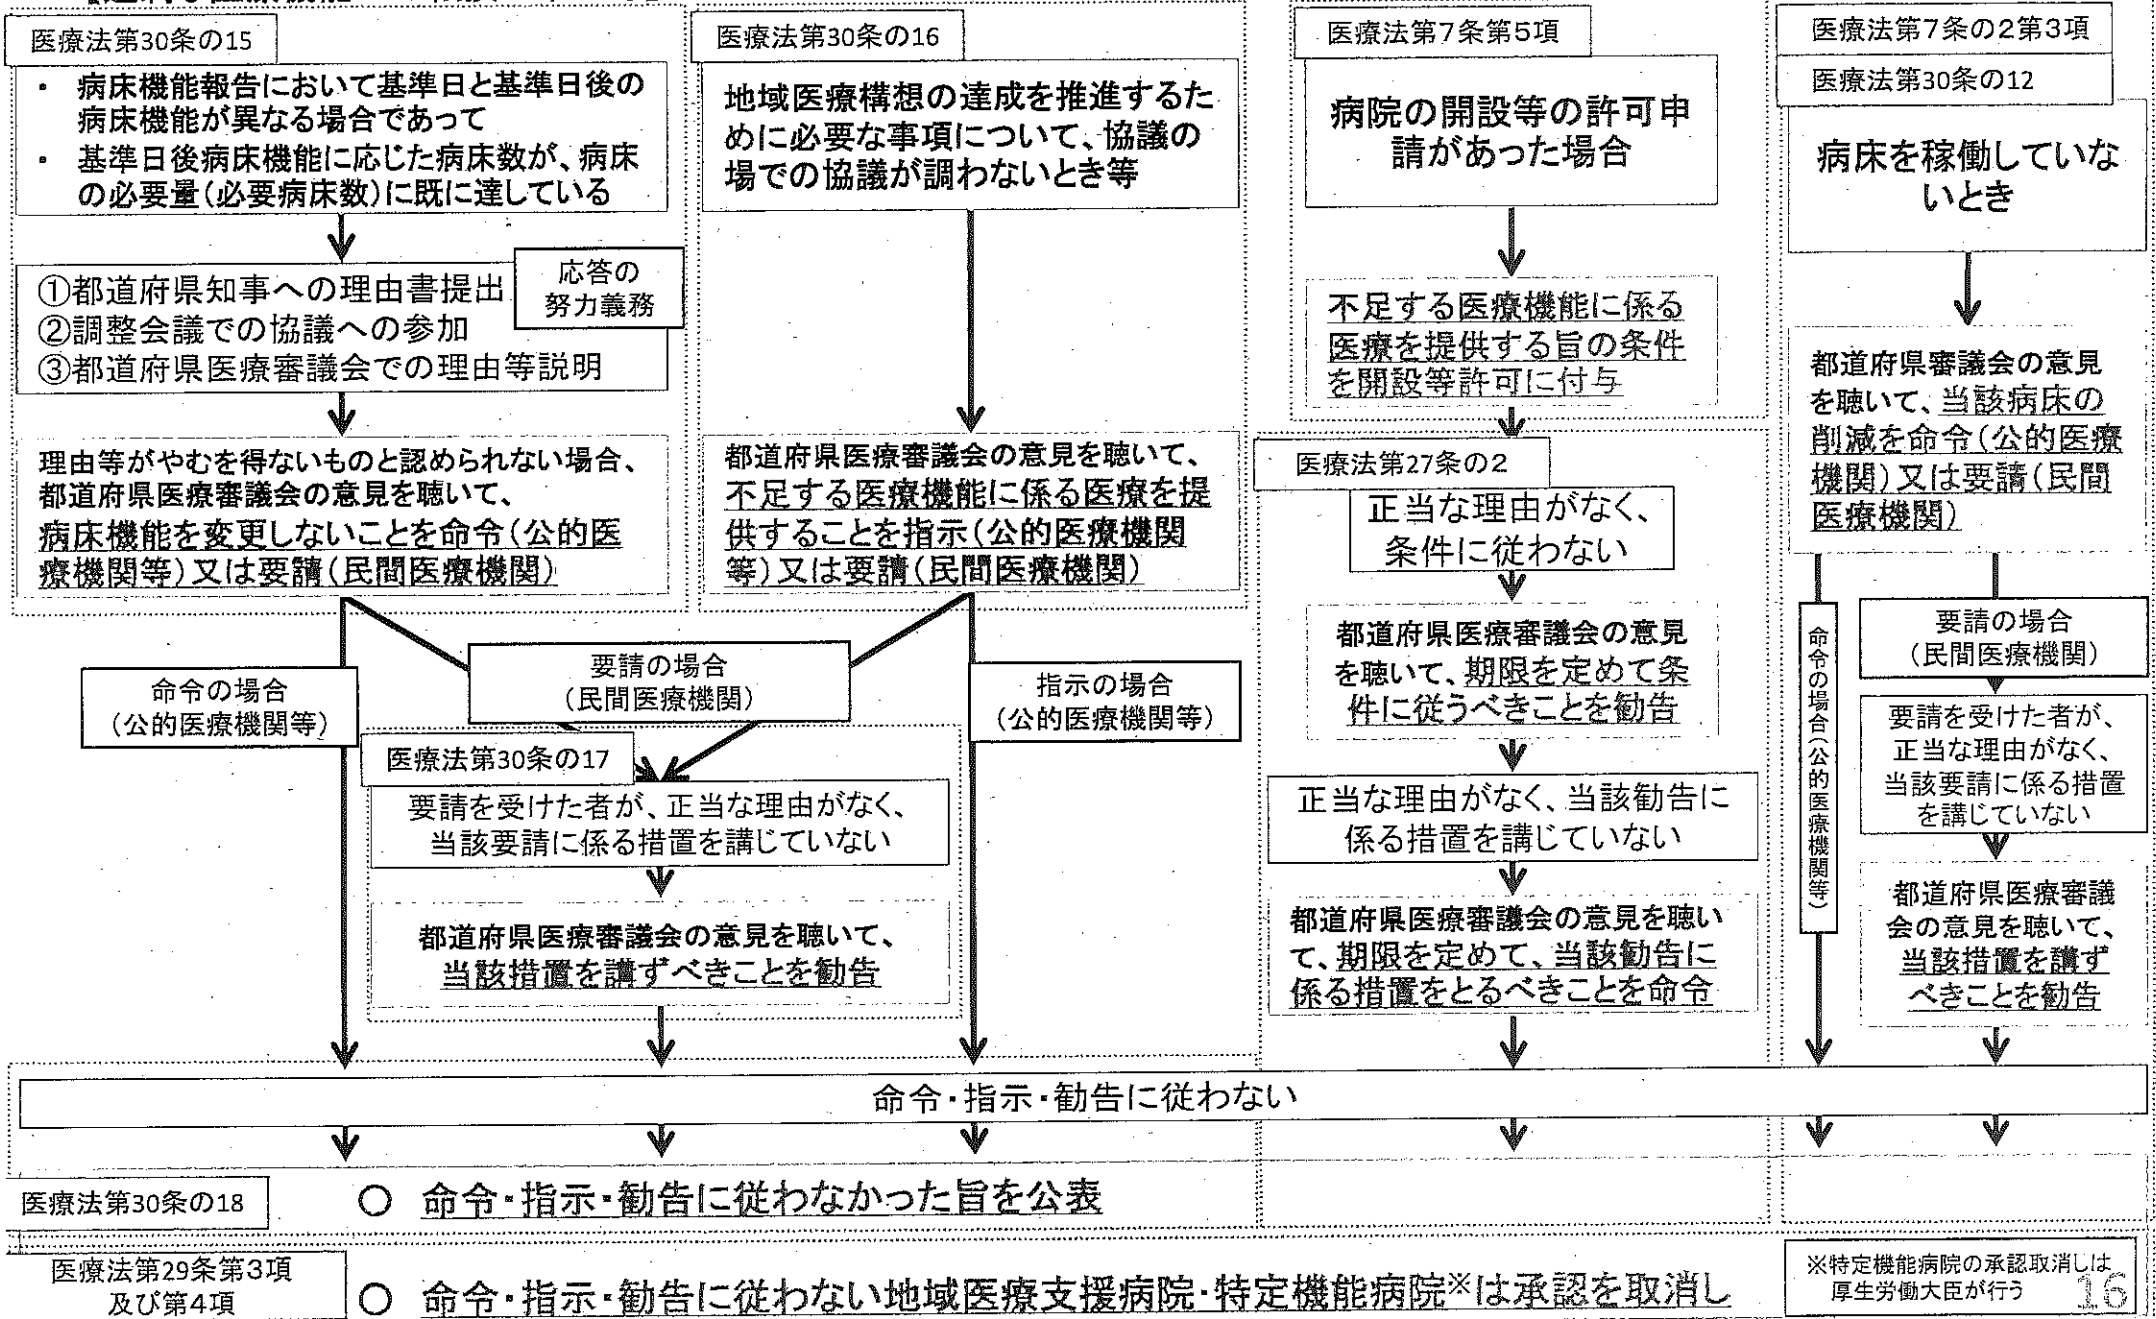 医療法第30条の15
・ 病床機能報告において基準日と基準日後の
病床機能が異なる場合であって
・ 基準日後病床機能に応じた病床数が、病床
の必要量(必要病床数)に既に達している
①都道府県知事への理由書提出
②調整会議での協議への参加
③都道府県医療審議会での理由等説明
応答の
努力義務
理由等がやむを得ないものと認められない場合、
都道府県医療審議会の意見を聴いて、
病床機能を変更しないことを命令(公的医
療機関等)又は要請(民間医療機関)
医療法第30条の16
地域医療構想の達成を推進するた
めに必要な事項について、協議の
場での協議が調わないとき等
都道府県医療審議会の意見を聴いて、
不足する医療機能に係る医療を提
供することを指示(公的医療機関
等)又は要請(民間医療機関)
命令の場合
(公的医療機関等)
要請の場合
(民間医療機関)
指示の場合
(公的医療機関等)
医療法第30条の17
要請を受けた者が、正当な理由がなく、
当該要請に係る措置を講じていない
都道府県医療審議会の意見を聴いて、
当該措置を講ずべきことを勧告
医療法第7条第5項
病院の開設等の許可申
請があった場合
不足する医療機能に係る
医療を提供する旨の条件
を開設等許可に付与
医療法第27条の2
正当な理由がなく、
条件に従わない
都道府県医療審議会の意見
を聴いて、期限を定めて条
件に従うべきことを勧告
正当な理由がなく、当該勧告に
係る措置を講じていない
都道府県医療審議会の意見を聴い
て、期限を定めて、当該勧告に
係る措置をとるべきことを命令
医療法第7条の2第3項
医療法第30条の12
病床を稼働していな
いとき
都道府県審議会の意見
を聴いて、当該病床の
削減を命令(公的医療
機関)又は要請(民間
医療機関)
命令の場合(公的医療機関等)
要請の場合
(民間医療機関)
要請を受けた者が、
正当な理由がなく、
当該要請に係る措置
を講じていない
都道府県医療審議
会の意見を聴いて、
当該措置を講ず
べきことを勧告
命令・指示・勧告に従わない
医療法第30条の18
○ 命令・指示・勧告に従わなかった旨を公表
医療法第29条第3項
及び第4項
○ 命令・指示・勧告に従わない地域医療支援病院・特定機能病院※は承認を取消し
※特定機能病院の承認取消しは
厚生労働大臣が行う
16